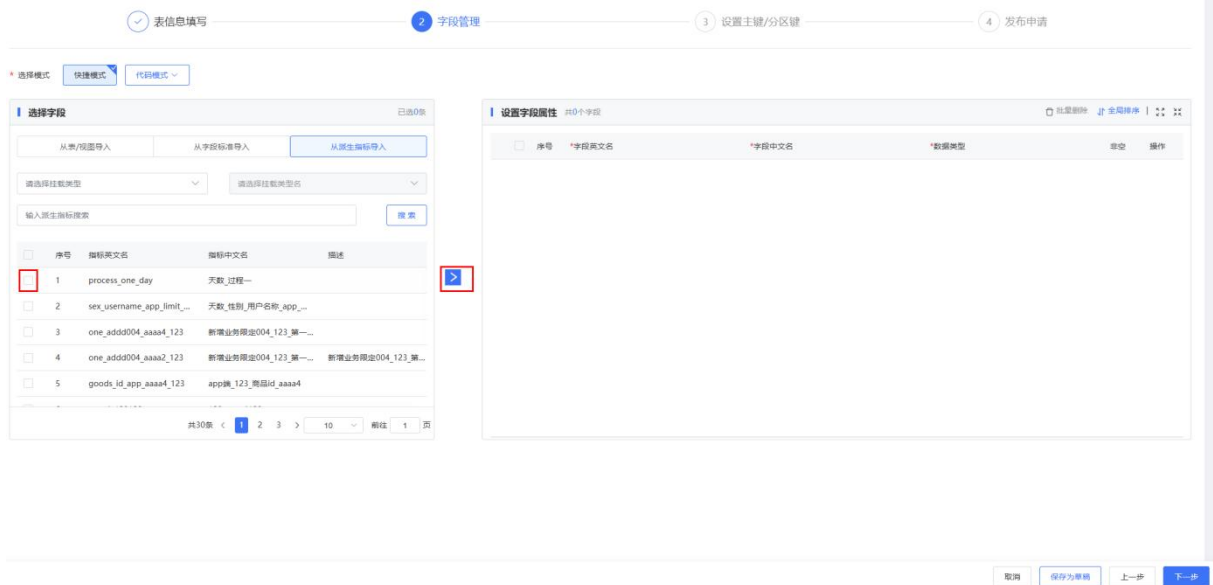 表信息填写 2 字段管理 3 设置主键/分区键 4 发布申请
* 选择模式 快捷模式 代码模式
选择字段 已选0条
从表/视图导入 从字段标准导入 从派生指标导入
请选择挂载类型 请选择挂载类型名
输入派生指标搜索 搜索
序号 指标英文名 指标中文名 描述
1 process_one_day 天数_过程一
2 sex_username_app_limit_... 天数_性别_用户名称_app_...
3 one_addd004_aaaa4_123 新增业务限定004_123_第一...
4 one_addd004_aaaa2_123 新增业务限定004_123_第一... 新增业务限定004_123_第...
5 goods_id_app_aaaa4_123 app端_123_商品id_aaaa4
共30条 < 1 2 3 > 10 前往 1 页
设置字段属性 共0个字段 批量删除 全局排序
序号 *字段英文名 *字段中文名 *数据类型 非空 操作
取消 保存为草稿 上一步 下一步